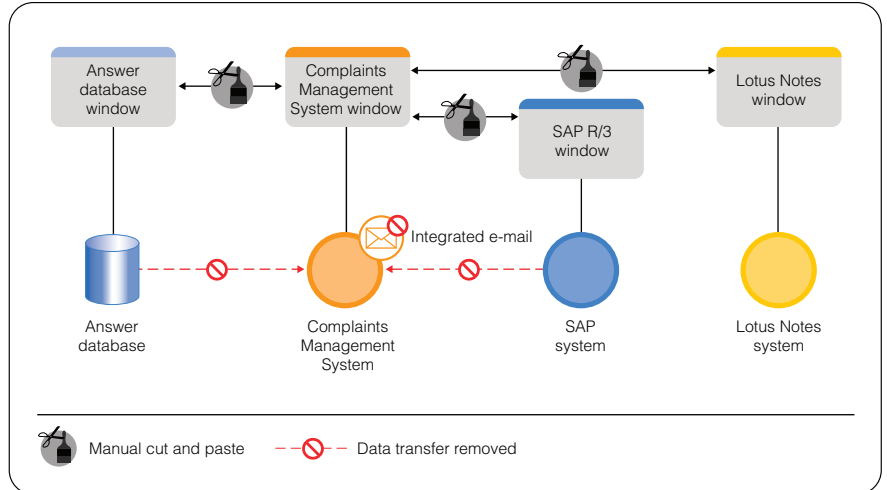 Answer
database
window
Complaints
Management
System window
Lotus Notes
window
SAP R/3
window
Integrated e-mail
Answer
database
Complaints
Management
System
SAP
system
Lotus Notes
system
Manual cut and paste
Data transfer removed